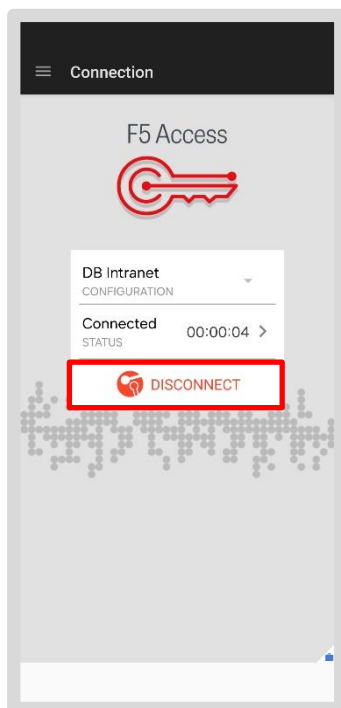 Connection
F5 Access
DB Intranet
CONFIGURATION
Connected
STATUS
00:00:04
DISCONNECT